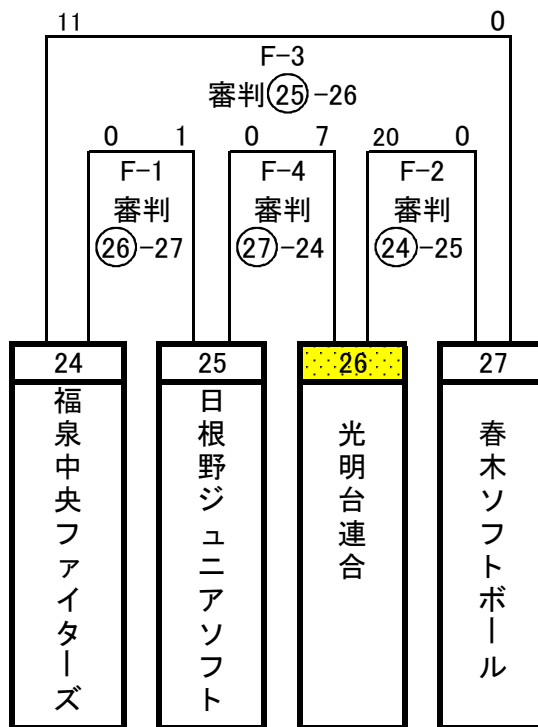 11 0
F-3
審判㉕-26
0 1 0 7 20 0
F-1 F-4 F-2
審判 審判 審判
㉖-27 ㉗-24 ㉔-25
24 25 26 27
福泉中央ファイターズ
日根野ジュニアソフト
光明台連合
春木ソフトボール